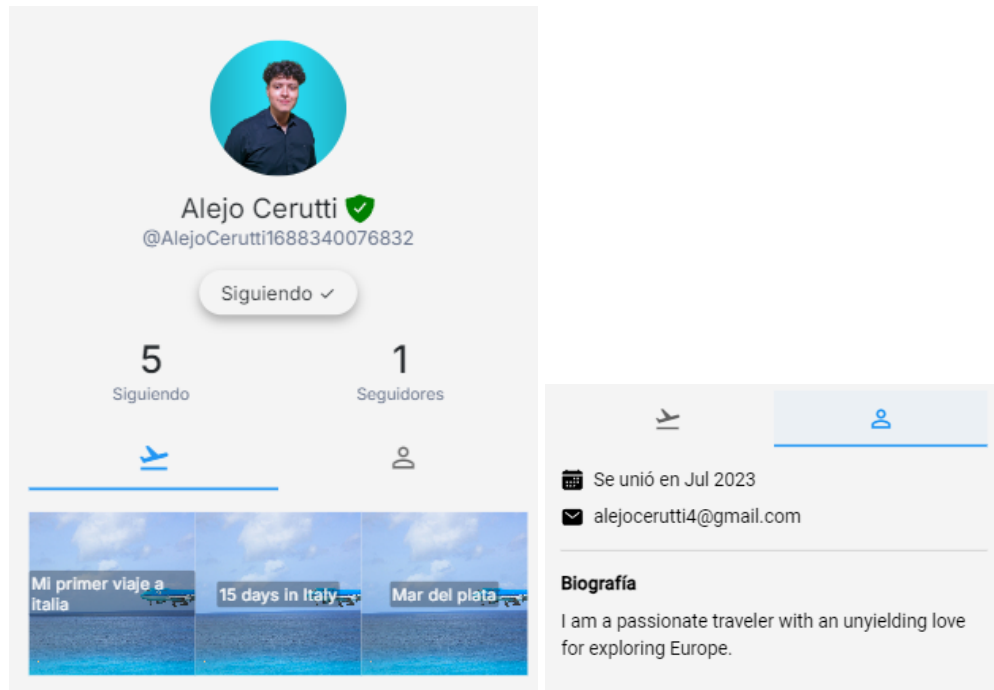 Alejo Cerutti
@AlejoCerutti1688340076832
Siguiendo
5
Siguiendo
1
Seguidores
Mi primer viaje a
italia
15 days in Italy
Mar del plata
Se unió en Jul 2023
alejocerutti4@gmail.com
Biografía
I am a passionate traveler with an unyielding love
for exploring Europe.